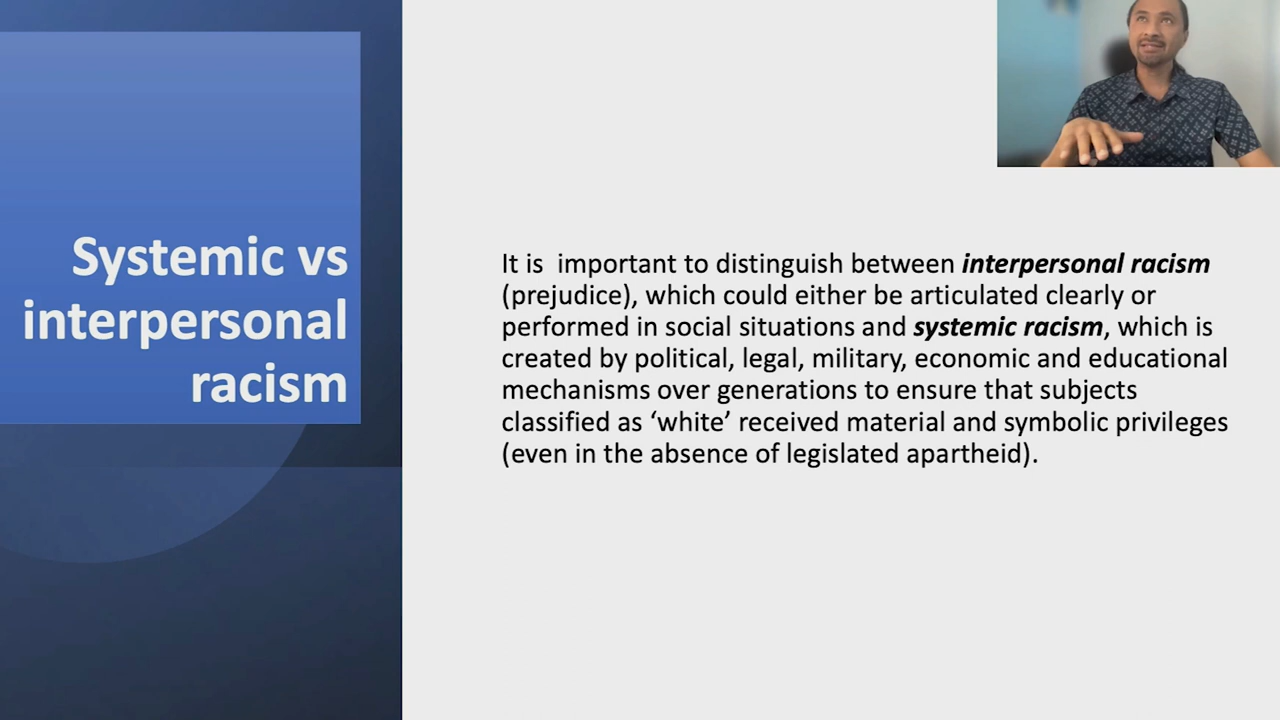 Systemic vs
interpersonal
racism
It is  important to distinguish between interpersonal racism
(prejudice), which could either be articulated clearly or
performed in social situations and systemic racism, which is
created by political, legal, military, economic and educational
mechanisms over generations to ensure that subjects
classified as ‘white’ received material and symbolic privileges
(even in the absence of legislated apartheid).